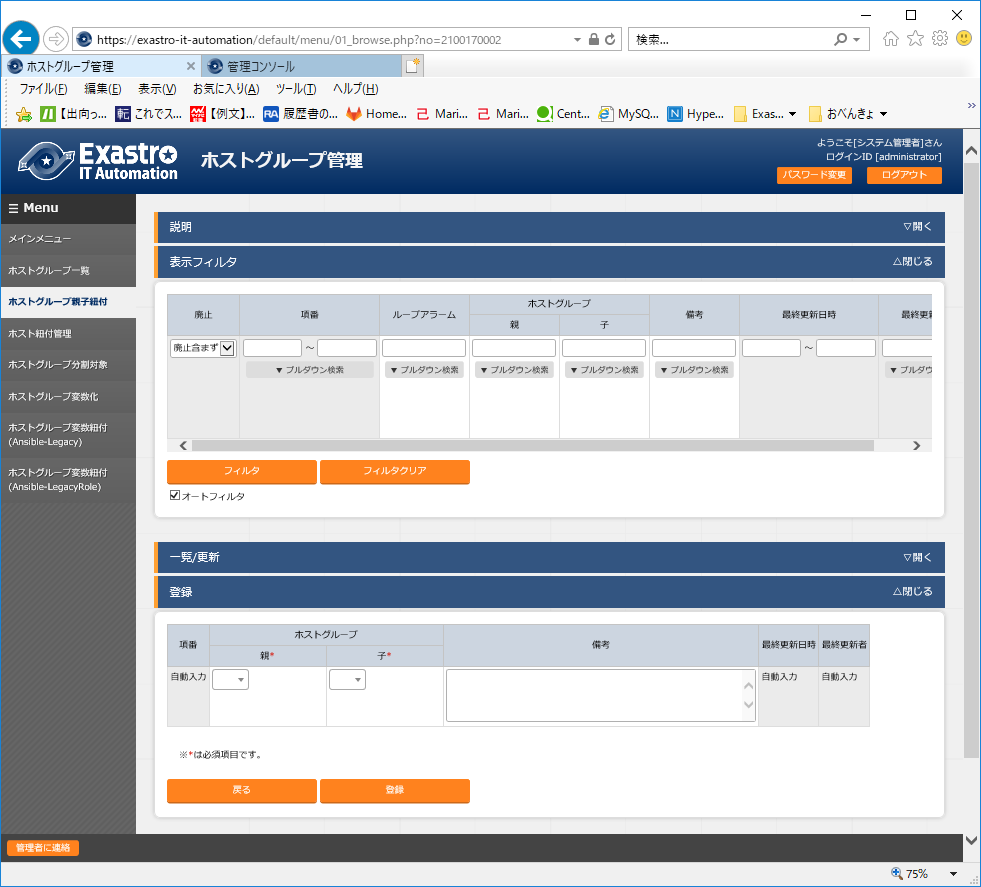 https://exastro-it-automation/default/menu/01_browse.php?no=2100170002
検索...
ホストグループ管理
管理コンソール
ファイル(F) 編集(E) 表示(V) お気に入り(A) ツール(T) ヘルプ(H)
【出向っ... これでス... 【例文】... RA 履歴書の... Home... Mari... Mari... Cent... MySQ... N Hype... Exas... おべんきょ
Exastro
IT Automation
ホストグループ管理
ようこそ[システム管理者]さん
ログインID [administrator]
パスワード変更 ログアウト
☰ Menu
メインメニュー
ホストグループ一覧
ホストグループ親子紐付
ホスト紐付管理
ホストグループ分割対象
ホストグループ変数化
ホストグループ変数紐付
(Ansible-Legacy)
ホストグループ変数紐付
(Ansible-LegacyRole)
説明 ▽開く
表示フィルタ △閉じる
廃止 項番 ループアラーム ホストグループ 備考 最終更新日時 最終更新
親 子
廃止含まず ～ ～
▼プルダウン検索 ▼プルダウン検索 ▼プルダウン検索 ▼プルダウン検索 ▼プルダウン検索 ▼プルダウ
フィルタ フィルタクリア
オートフィルタ
一覧/更新 ▽開く
登録 △閉じる
項番 ホストグループ 備考 最終更新日時 最終更新者
親* 子*
自動入力 自動入力 自動入力
※*は必須項目です。
戻る 登録
管理者に連絡
75%